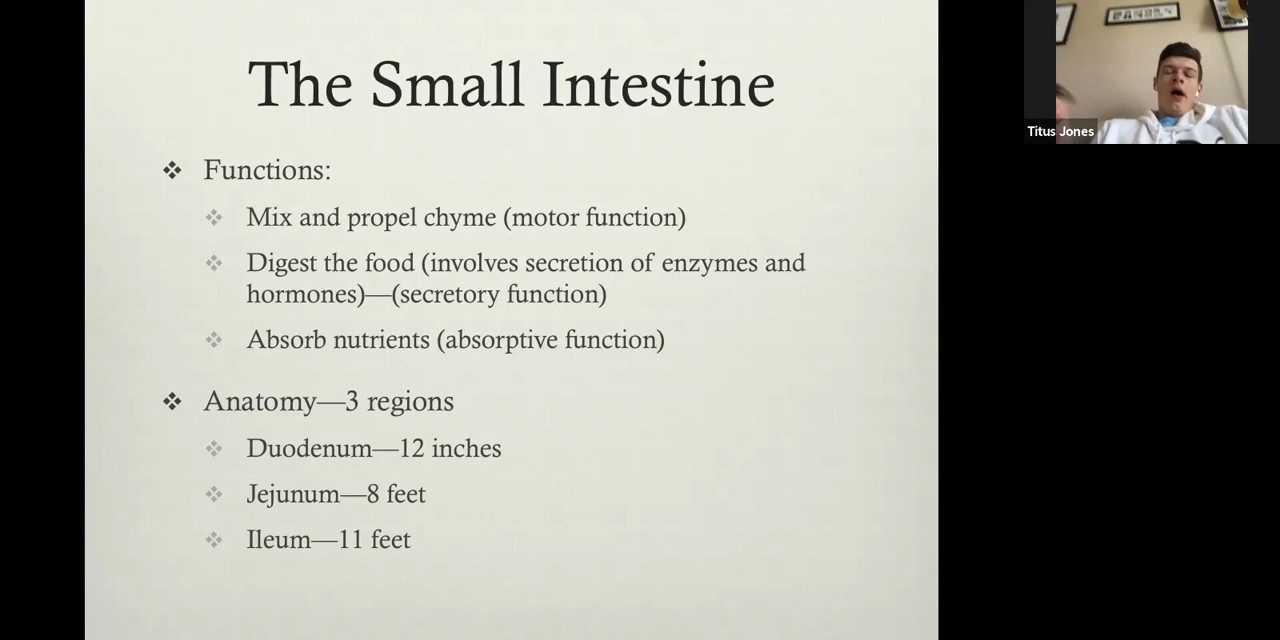 The Small Intestine
❖ Functions:
❖ Mix and propel chyme (motor function)
❖ Digest the food (involves secretion of enzymes and
hormones)—(secretory function)
❖ Absorb nutrients (absorptive function)
❖ Anatomy—3 regions
❖ Duodenum—12 inches
❖ Jejunum—8 feet
❖ Ileum—11 feet
FAMILY
Titus Jones